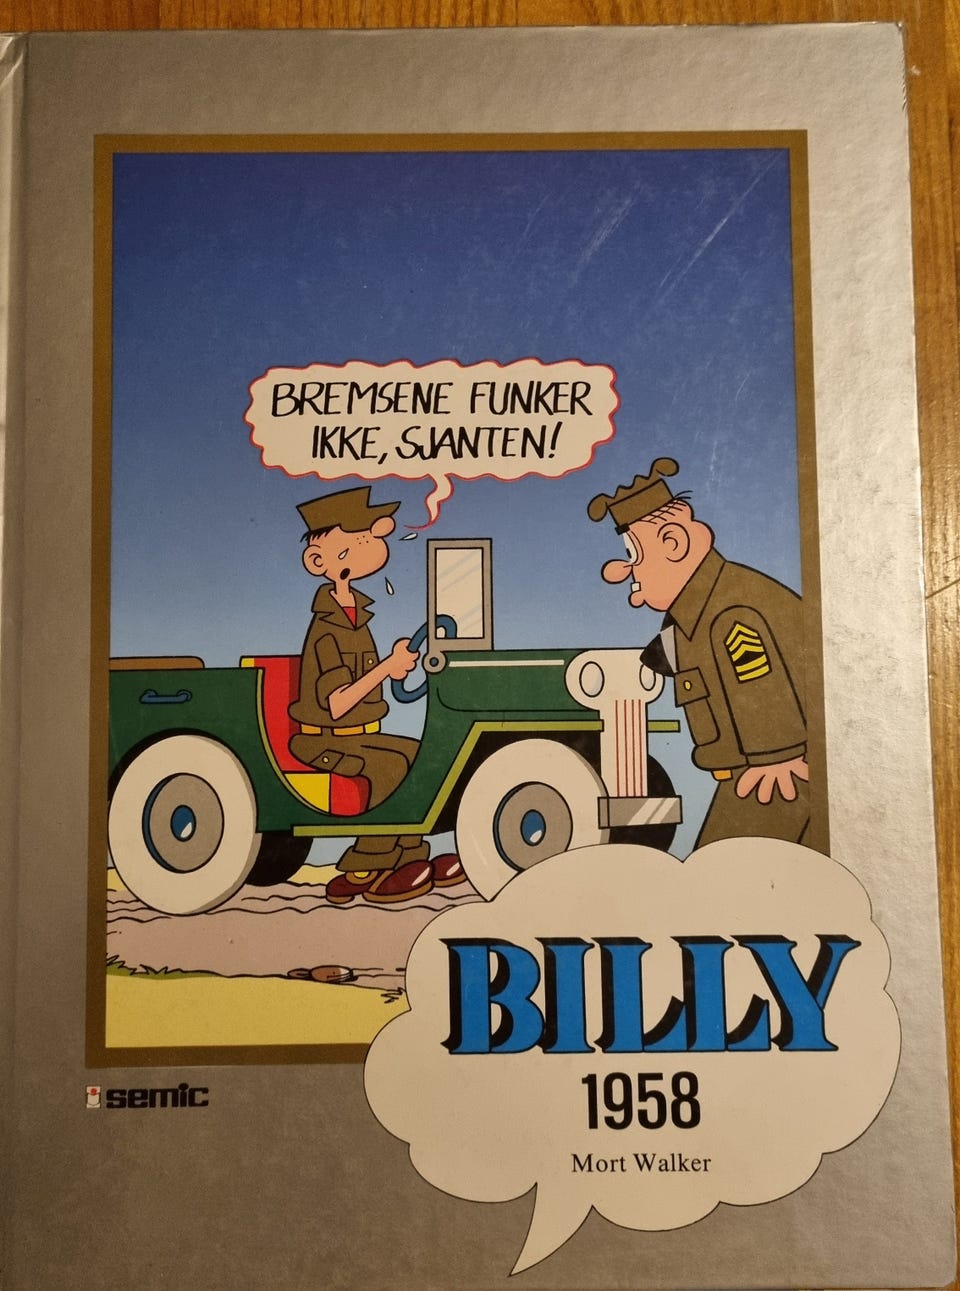 BREMSENE FUNKER
IKKE, SJANTEN!
BILLY
1958
Mort Walker
semic